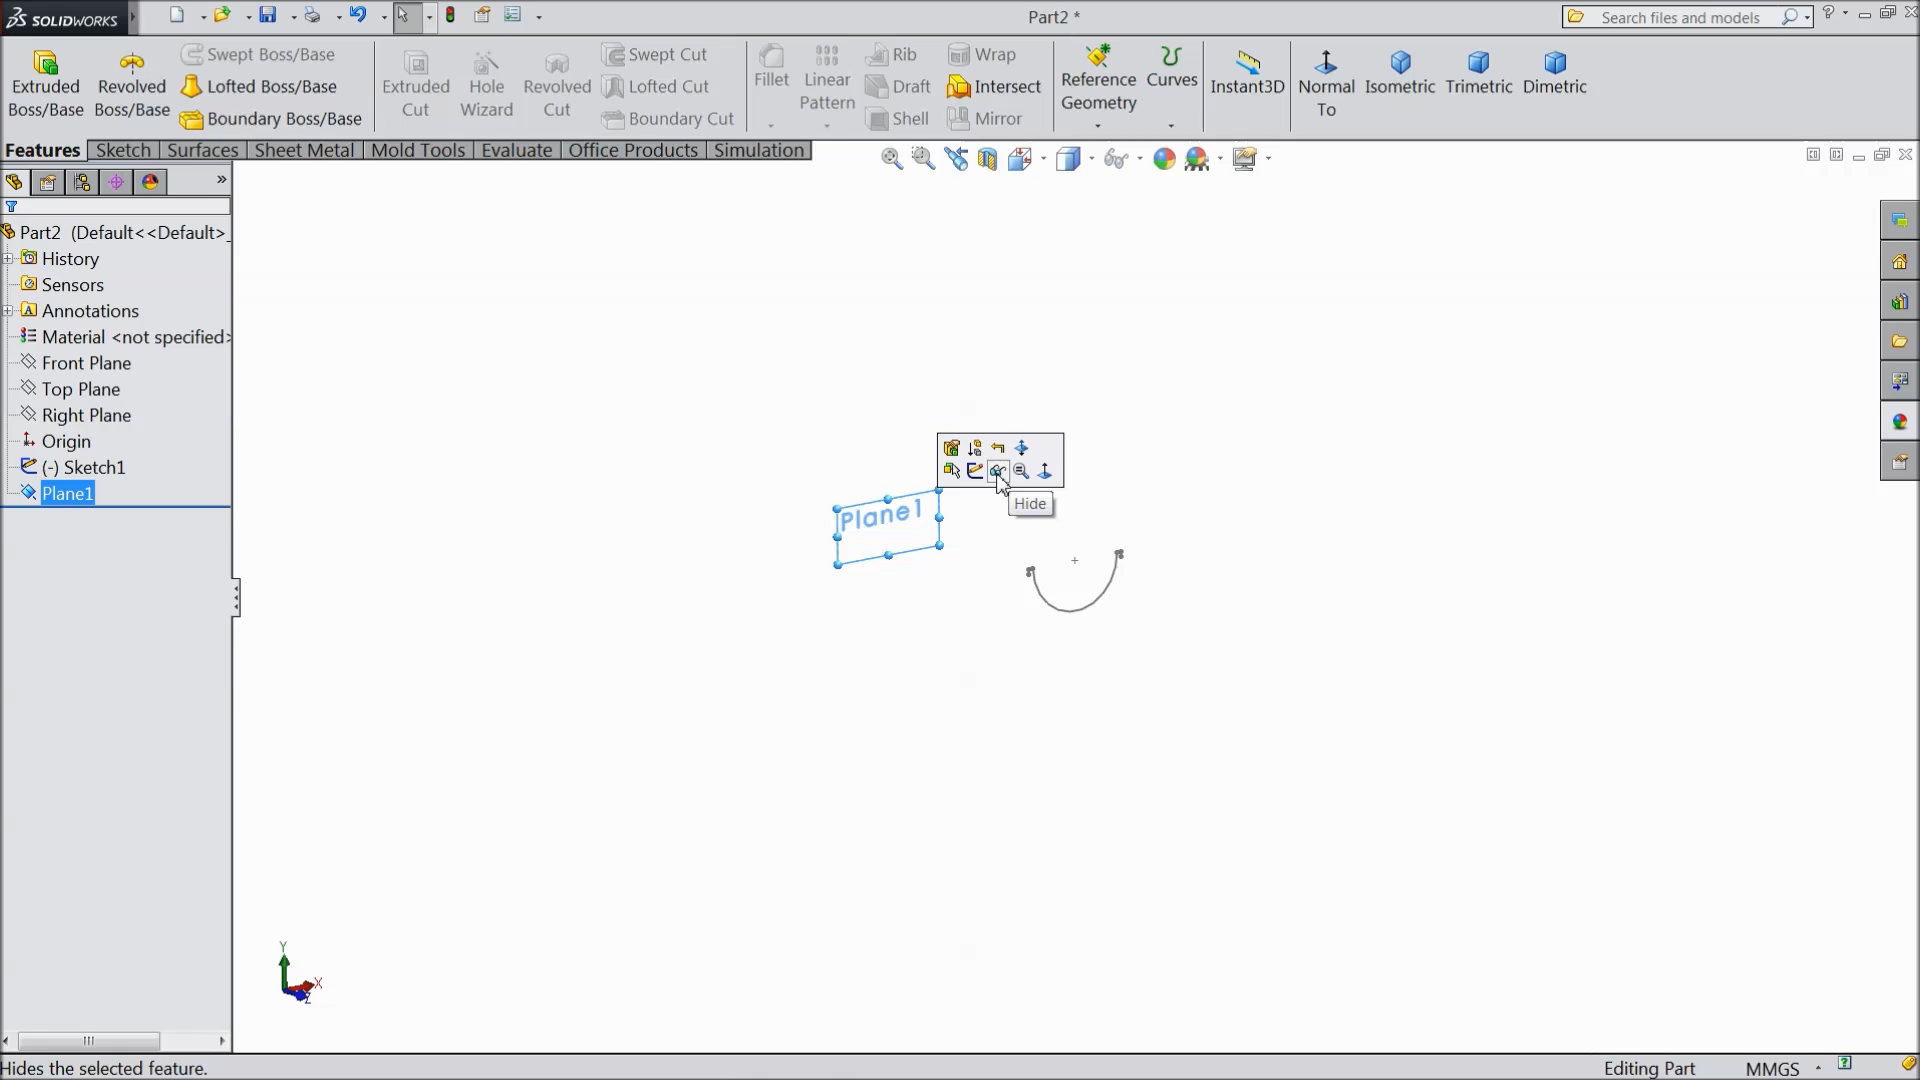 SOLIDWORKS
Part2 *
Search files and models
Extruded Boss/Base
Revolved Boss/Base
Swept Boss/Base
Lofted Boss/Base
Boundary Boss/Base
Extruded Cut
Hole Wizard
Revolved Cut
Swept Cut
Lofted Cut
Boundary Cut
Fillet
Linear Pattern
Rib
Draft
Shell
Wrap
Intersect
Mirror
Reference Geometry
Curves
Instant3D
Normal To
Isometric
Trimetric
Dimetric
Features Sketch Surfaces Sheet Metal Mold Tools Evaluate Office Products Simulation
Part2 (Default<<Default>_
History
Sensors
Annotations
Material <not specified>
Front Plane
Top Plane
Right Plane
Origin
(-) Sketch1
Plane1
Plane1
Hide
Y
X
Z
Hides the selected feature.
Editing Part
MMGS